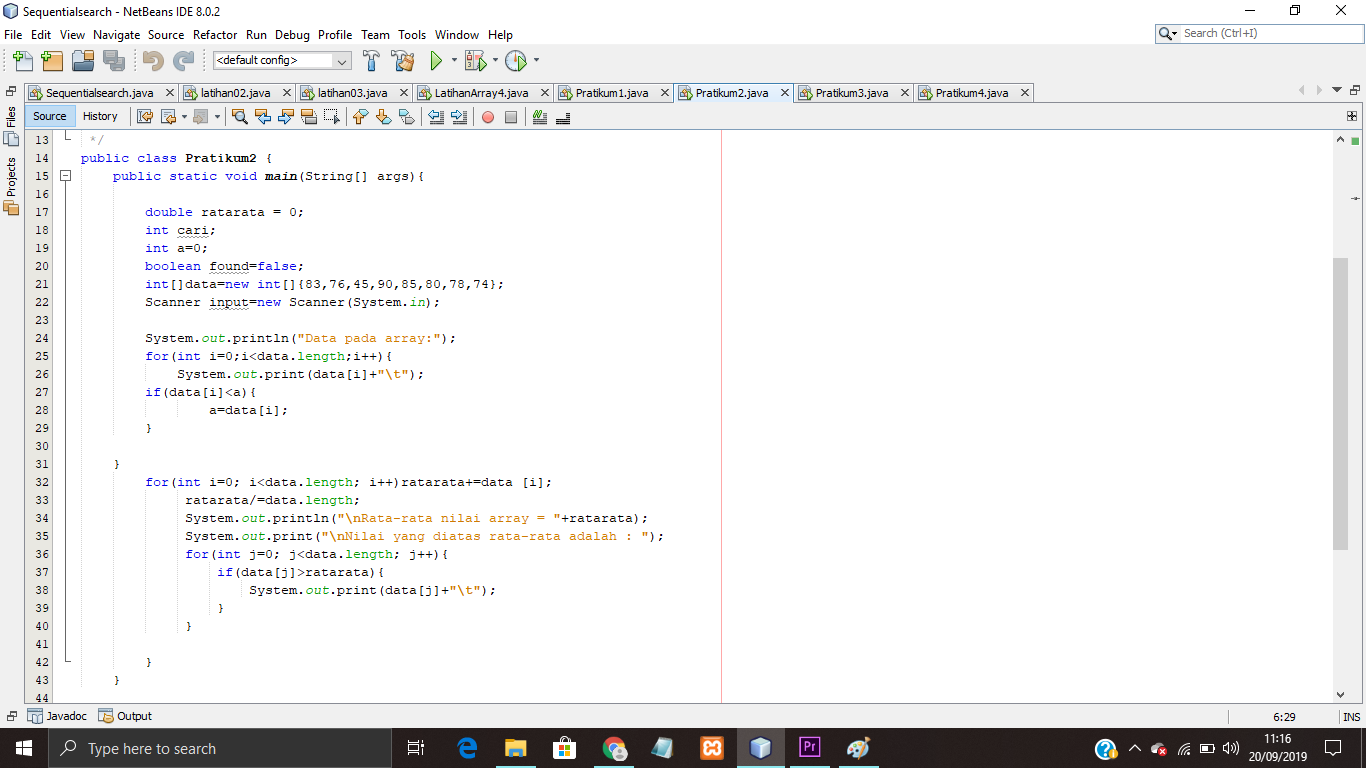 Sequentialsearch - NetBeans IDE 8.0.2
File Edit View Navigate Source Refactor Run Debug Profile Team Tools Window Help
Search (Ctrl+I)
<default config>
Sequentialsearch.java latihan02.java latihan03.java LatihanArray4.java Pratikum1.java Pratikum2.java Pratikum3.java Pratikum4.java
Files
Projects
Source History
13 */
14 public class Pratikum2 {
15 public static void main(String[] args){
16
17 double ratarata = 0;
18 int cari;
19 int a=0;
20 boolean found=false;
21 int[]data=new int[]{83,76,45,90,85,80,78,74};
22 Scanner input=new Scanner(System.in);
23
24 System.out.println("Data pada array:");
25 for(int i=0;i<data.length;i++){
26 System.out.print(data[i]+"\t");
27 if(data[i]<a){
28 a=data[i];
29 }
30
31 }
32 for(int i=0; i<data.length; i++)ratarata+=data [i];
33 ratarata/=data.length;
34 System.out.println("\nRata-rata nilai array = "+ratarata);
35 System.out.print("\nNilai yang diatas rata-rata adalah : ");
36 for(int j=0; j<data.length; j++){
37 if(data[j]>ratarata){
38 System.out.print(data[j]+"\t");
39 }
40 }
41
42 }
43 }
44
Javadoc Output
6:29 INS
Type here to search
Pr
11:16
20/09/2019